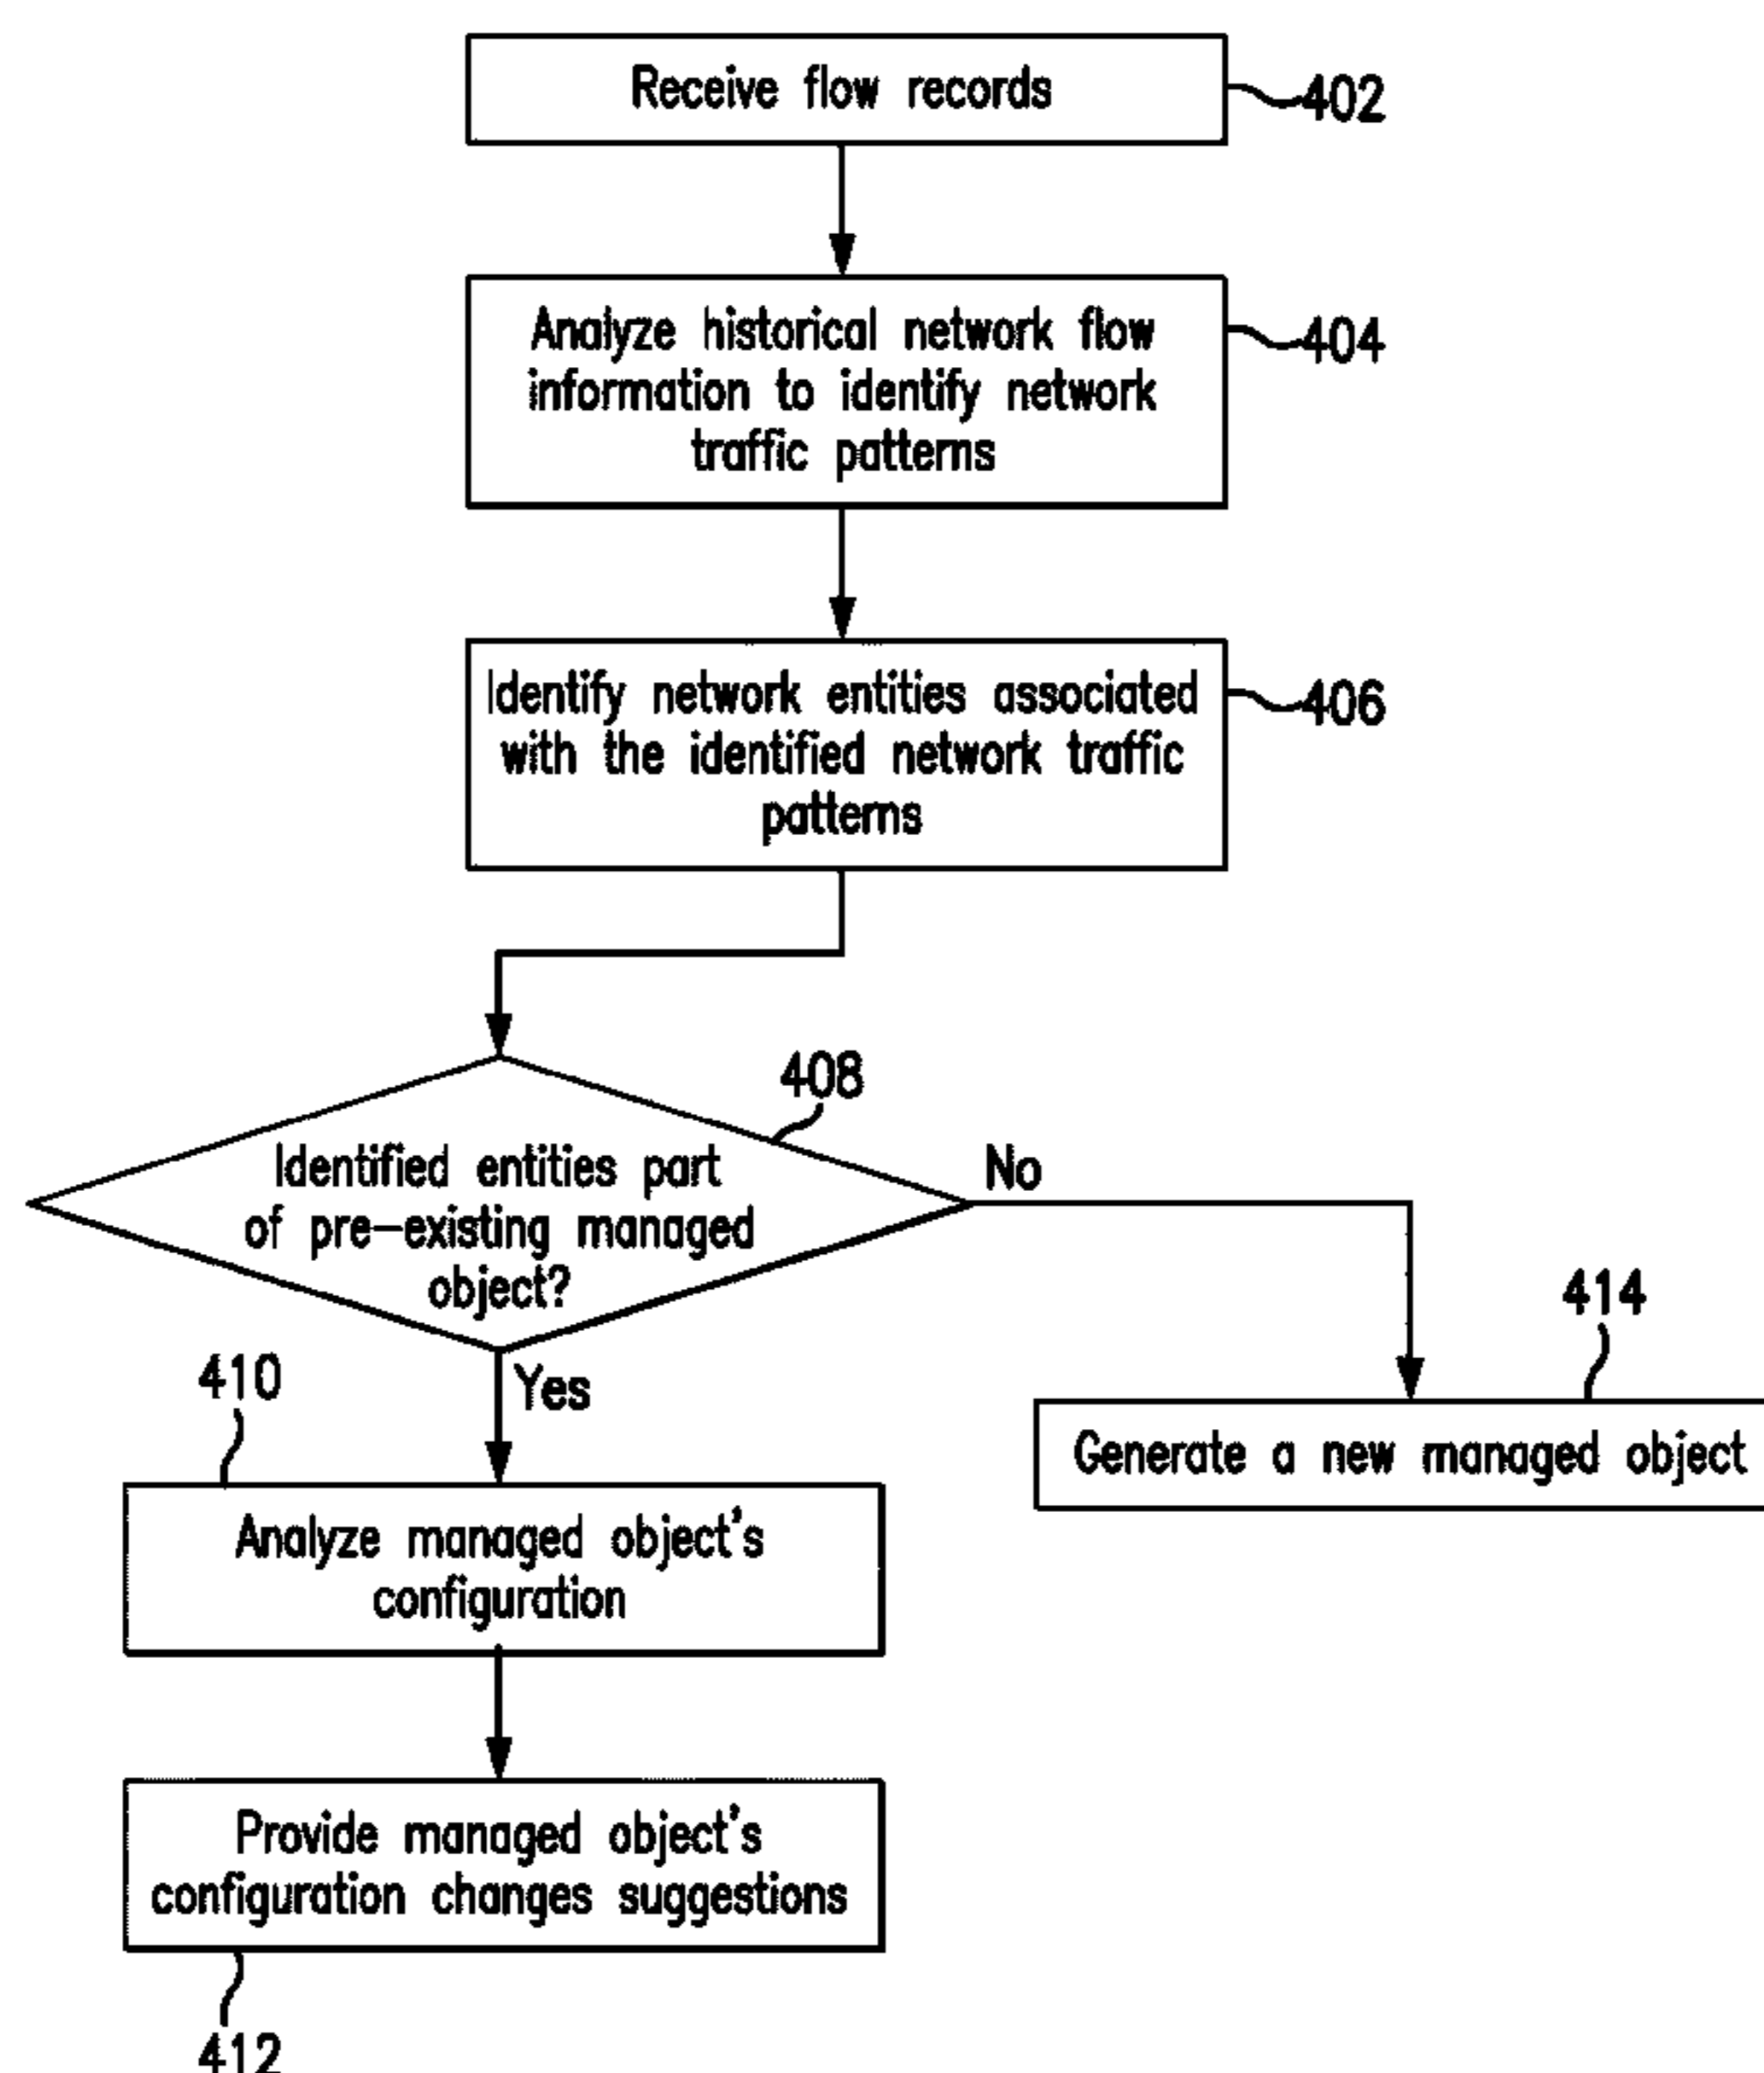 Receive flow records
402
Analyze historical network flow
information to identify network
traffic patterns
404
Identify network entities associated
with the identified network traffic
patterns
406
408
Identified entities part
of pre-existing managed
object?
No
Yes
414
Generate a new managed object
410
Analyze managed object's
configuration
Provide managed object's
configuration changes suggestions
412